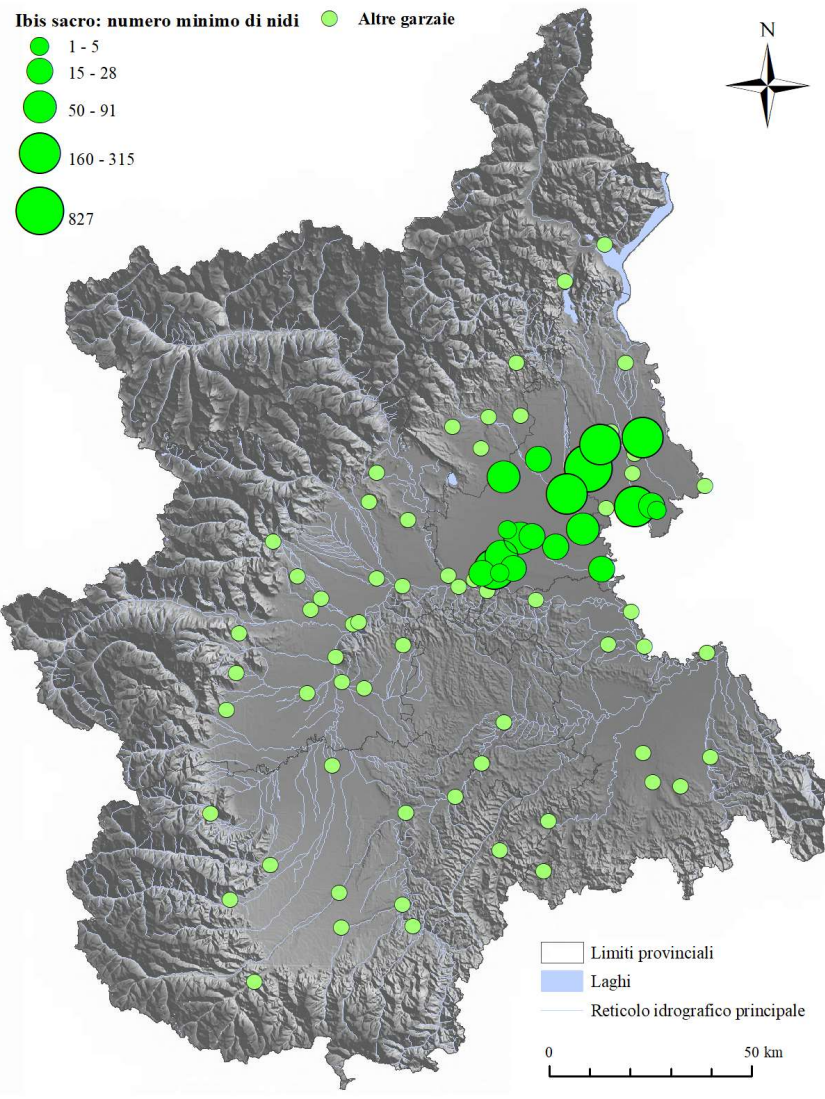 Ibis sacro: numero minimo di nidi
Altre garzaie
1 - 5
15 - 28
50 - 91
160 - 315
827
N
Limiti provinciali
Laghi
Reticolo idrografico principale
0 50 km